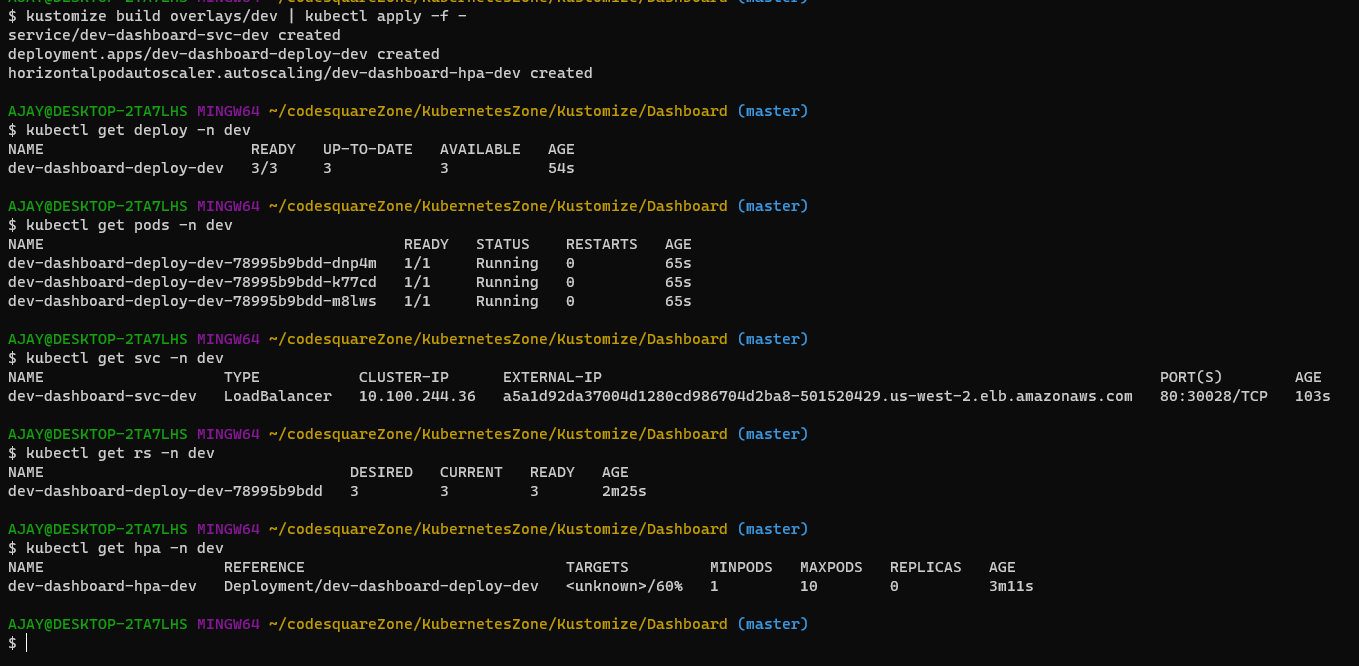 AJAY@DESKTOP-2TA7LHS MINGW64 ~/codesquareZone/KubernetesZone/Kustomize/Dashboard (master)
$ kustomize build overlays/dev | kubectl apply -f -
service/dev-dashboard-svc-dev created
deployment.apps/dev-dashboard-deploy-dev created
horizontalpodautoscaler.autoscaling/dev-dashboard-hpa-dev created
AJAY@DESKTOP-2TA7LHS MINGW64 ~/codesquareZone/KubernetesZone/Kustomize/Dashboard (master)
$ kubectl get deploy -n dev
NAME READY UP-TO-DATE AVAILABLE AGE
dev-dashboard-deploy-dev 3/3 3 3 54s
AJAY@DESKTOP-2TA7LHS MINGW64 ~/codesquareZone/KubernetesZone/Kustomize/Dashboard (master)
$ kubectl get pods -n dev
NAME READY STATUS RESTARTS AGE
dev-dashboard-deploy-dev-78995b9bdd-dnp4m 1/1 Running 0 65s
dev-dashboard-deploy-dev-78995b9bdd-k77cd 1/1 Running 0 65s
dev-dashboard-deploy-dev-78995b9bdd-m8lws 1/1 Running 0 65s
AJAY@DESKTOP-2TA7LHS MINGW64 ~/codesquareZone/KubernetesZone/Kustomize/Dashboard (master)
$ kubectl get svc -n dev
NAME TYPE CLUSTER-IP EXTERNAL-IP PORT(S) AGE
dev-dashboard-svc-dev LoadBalancer 10.100.244.36 a5a1d92da37004d1280cd986704d2ba8-501520429.us-west-2.elb.amazonaws.com 80:30028/TCP 103s
AJAY@DESKTOP-2TA7LHS MINGW64 ~/codesquareZone/KubernetesZone/Kustomize/Dashboard (master)
$ kubectl get rs -n dev
NAME DESIRED CURRENT READY AGE
dev-dashboard-deploy-dev-78995b9bdd 3 3 3 2m25s
AJAY@DESKTOP-2TA7LHS MINGW64 ~/codesquareZone/KubernetesZone/Kustomize/Dashboard (master)
$ kubectl get hpa -n dev
NAME REFERENCE TARGETS MINPODS MAXPODS REPLICAS AGE
dev-dashboard-hpa-dev Deployment/dev-dashboard-deploy-dev <unknown>/60% 1 10 0 3m11s
AJAY@DESKTOP-2TA7LHS MINGW64 ~/codesquareZone/KubernetesZone/Kustomize/Dashboard (master)
$